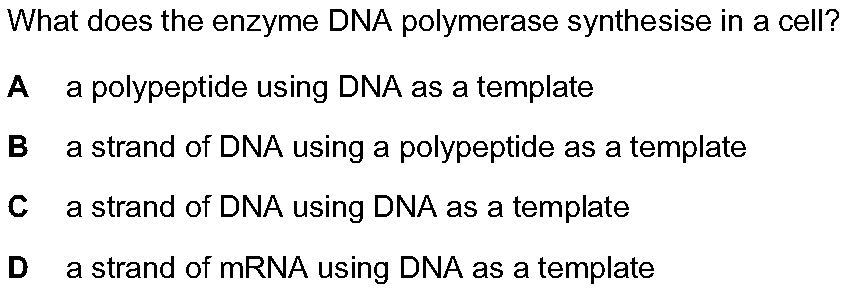 What does the enzyme DNA polymerase synthesise in a cell?
A a polypeptide using DNA as a template
B a strand of DNA using a polypeptide as a template
C a strand of DNA using DNA as a template
D a strand of mRNA using DNA as a template